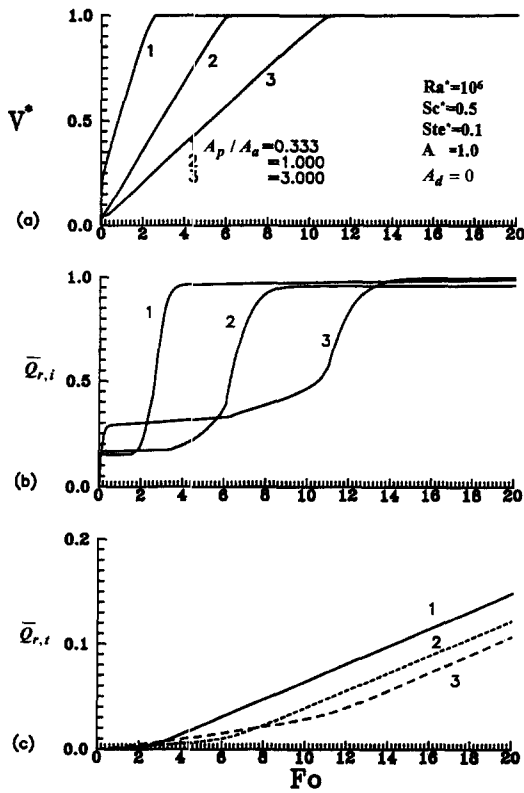 1.0
V*
0.5
0.0
(a)
1
2
3
Ra*=10⁶
Sc*=0.5
Ste*=0.1
A =1.0
A_d = 0
A_p / A_a =0.333
2 =1.000
3 =3.000
0 2 4 6 8 10 12 14 16 18 20
1.0
Q̅_{r,i}
0.5
0.0
(b)
1
2
3
0 2 4 6 8 10 12 14 16 18 20
0.2
Q̅_{r,t}
0.1
0.0
(c)
1
2
3
0 2 4 6 8 10 12 14 16 18 20
Fo